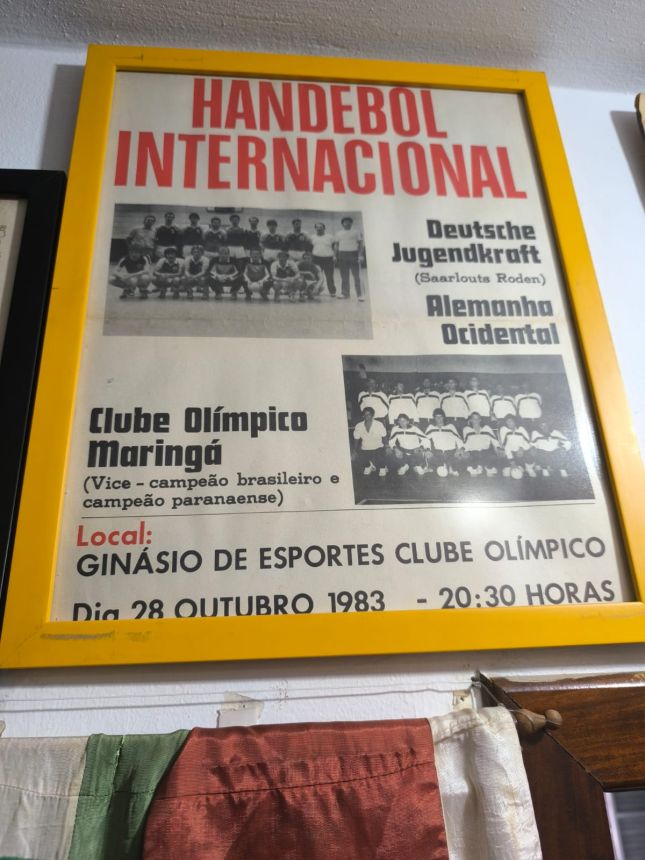 HANDEBOL
INTERNACIONAL
Deutsche
Jugendkraft
(Saarlouts Roden)
Alemanha
Ocidental
Clube Olímpico
Maringá
(Vice - campeão brasileiro e
campeão paranaense)
Local:
GINÁSIO DE ESPORTES CLUBE OLÍMPICO
Dia 28 OUTUBRO 1983 - 20:30 HORAS